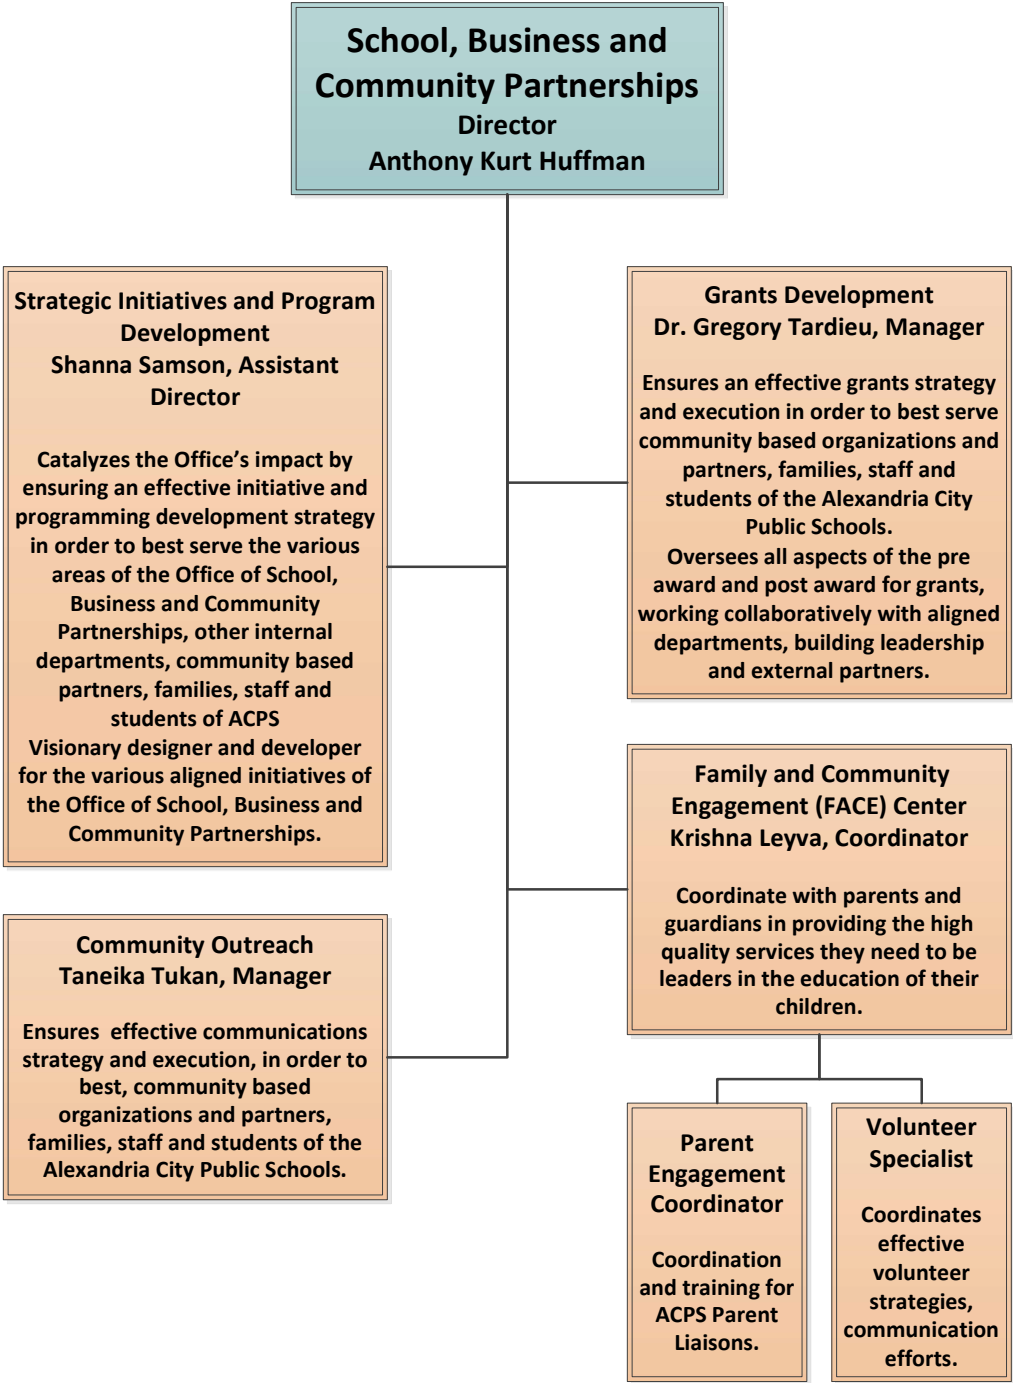 School, Business and
Community Partnerships
Director
Anthony Kurt Huffman
Strategic Initiatives and Program
Development
Shanna Samson, Assistant
Director
Catalyzes the Office's impact by
ensuring an effective initiative and
programming development strategy
in order to best serve the various
areas of the Office of School,
Business and Community
Partnerships, other internal
departments, community based
partners, families, staff and
students of ACPS
Visionary designer and developer
for the various aligned initiatives of
the Office of School, Business and
Community Partnerships.
Grants Development
Dr. Gregory Tardieu, Manager
Ensures an effective grants strategy
and execution in order to best serve
community based organizations and
partners, families, staff and
students of the Alexandria City
Public Schools.
Oversees all aspects of the pre
award and post award for grants,
working collaboratively with aligned
departments, building leadership
and external partners.
Family and Community
Engagement (FACE) Center
Krishna Leyva, Coordinator
Coordinate with parents and
guardians in providing the high
quality services they need to be
leaders in the education of their
children.
Community Outreach
Taneika Tukan, Manager
Ensures  effective communications
strategy and execution, in order to
best, community based
organizations and partners,
families, staff and students of the
Alexandria City Public Schools.
Parent
Engagement
Coordinator
Coordination
and training for
ACPS Parent
Liaisons.
Volunteer
Specialist
Coordinates
effective
volunteer
strategies,
communication
efforts.